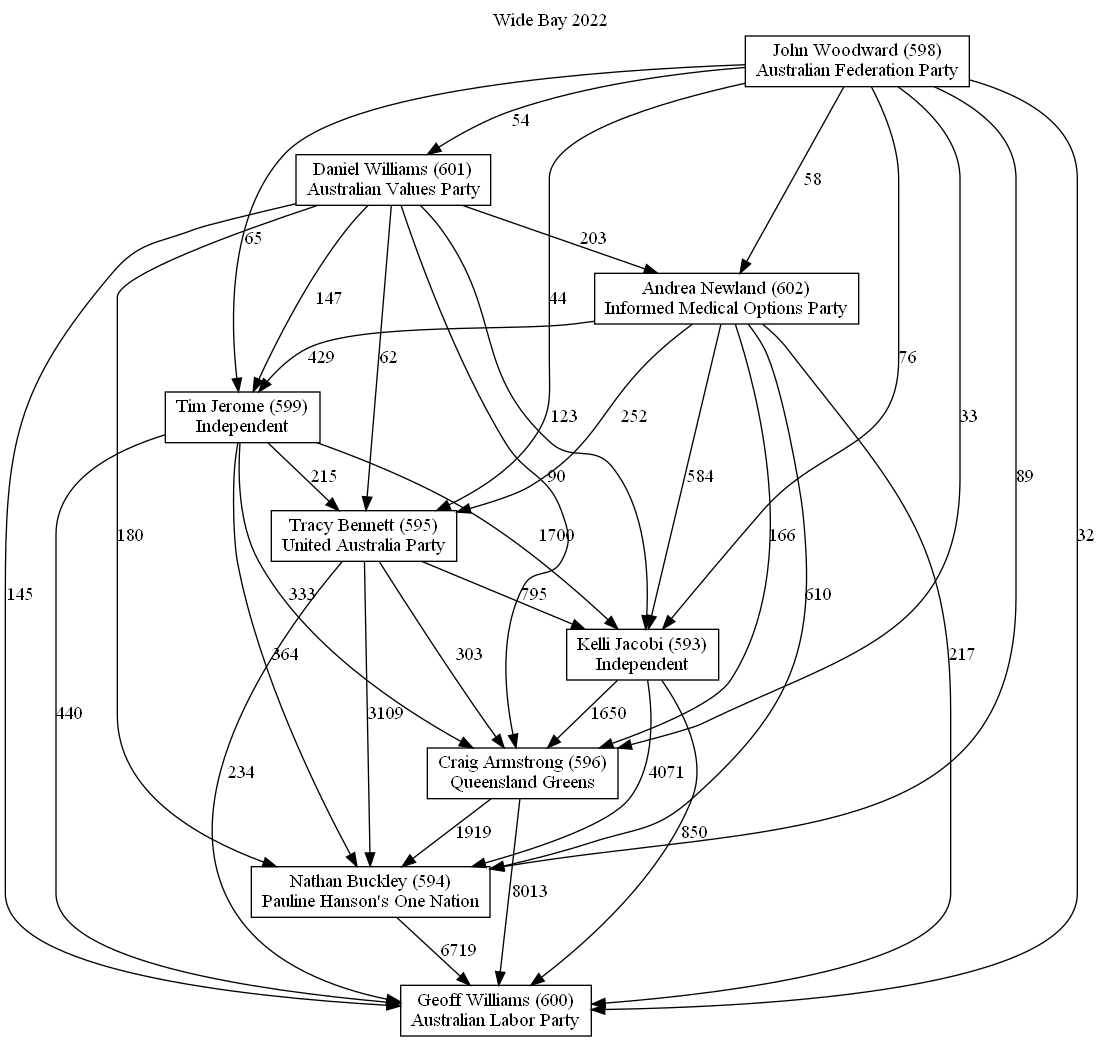 Wide Bay 2022
John Woodward (598)
Australian Federation Party
54
Daniel Williams (601)
Australian Values Party
58
65
203
Andrea Newland (602)
Informed Medical Options Party
147
44
429
62
76
Tim Jerome (599)
Independent
123
252
33
215
90
584
89
Tracy Bennett (595)
United Australia Party
180
1700
166
32
145
333
795
610
Kelli Jacobi (593)
Independent
364
303
217
440
3109
1650
Craig Armstrong (596)
Queensland Greens
234
4071
1919
850
Nathan Buckley (594)
Pauline Hanson's One Nation
8013
6719
Geoff Williams (600)
Australian Labor Party